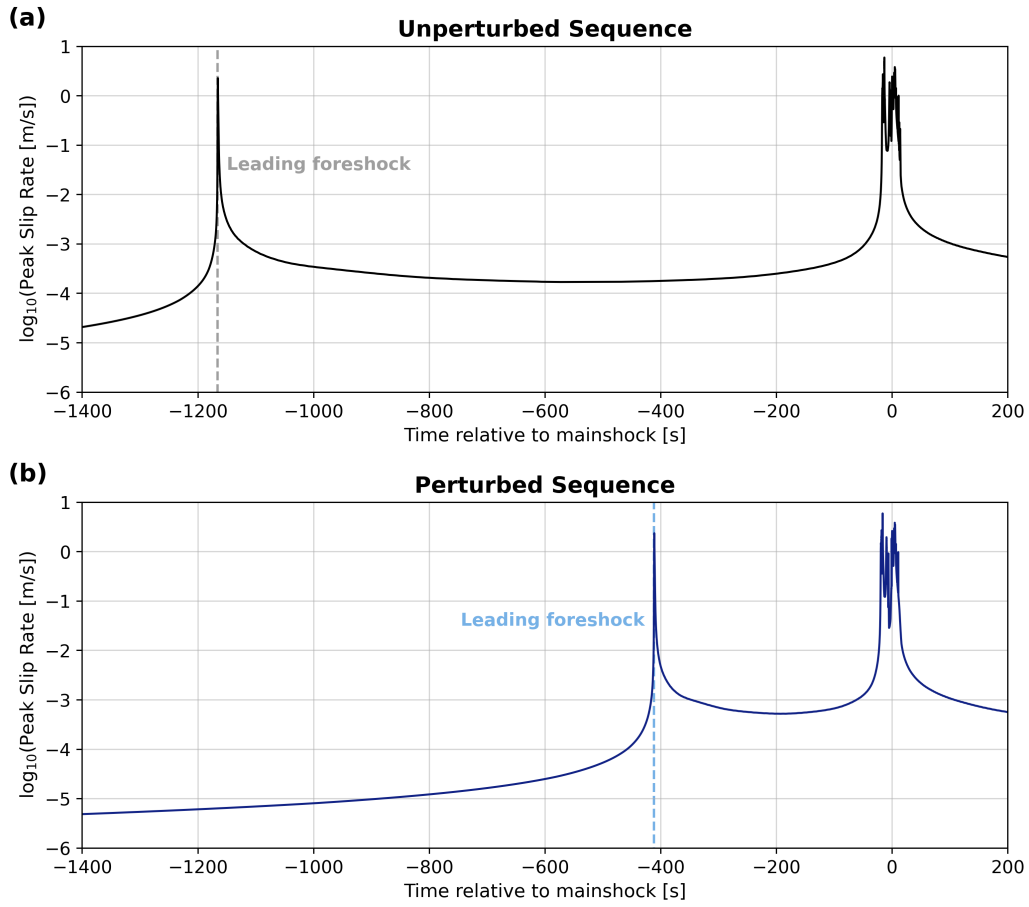 (a)
Unperturbed Sequence
log₁₀(Peak Slip Rate [m/s])
1
0
−1
−2
−3
−4
−5
−6
Leading foreshock
−1400 −1200 −1000 −800 −600 −400 −200 0 200
Time relative to mainshock [s]
(b)
Perturbed Sequence
log₁₀(Peak Slip Rate [m/s])
1
0
−1
−2
−3
−4
−5
−6
Leading foreshock
−1400 −1200 −1000 −800 −600 −400 −200 0 200
Time relative to mainshock [s]